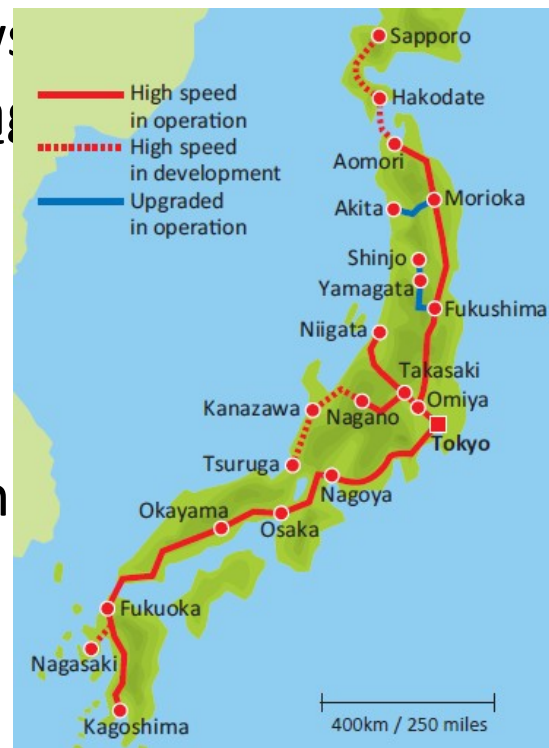 Sapporo
High speed
in operation
Hakodate
High speed
in development
Aomori
Upgraded
in operation
Akita
Morioka
Shinjo
Yamagata
Fukushima
Niigata
Takasaki
Omiya
Kanazawa
Nagano
Tokyo
Tsuruga
Nagoya
Okayama
Osaka
Fukuoka
Nagasaki
Kagoshima
400km / 250 miles